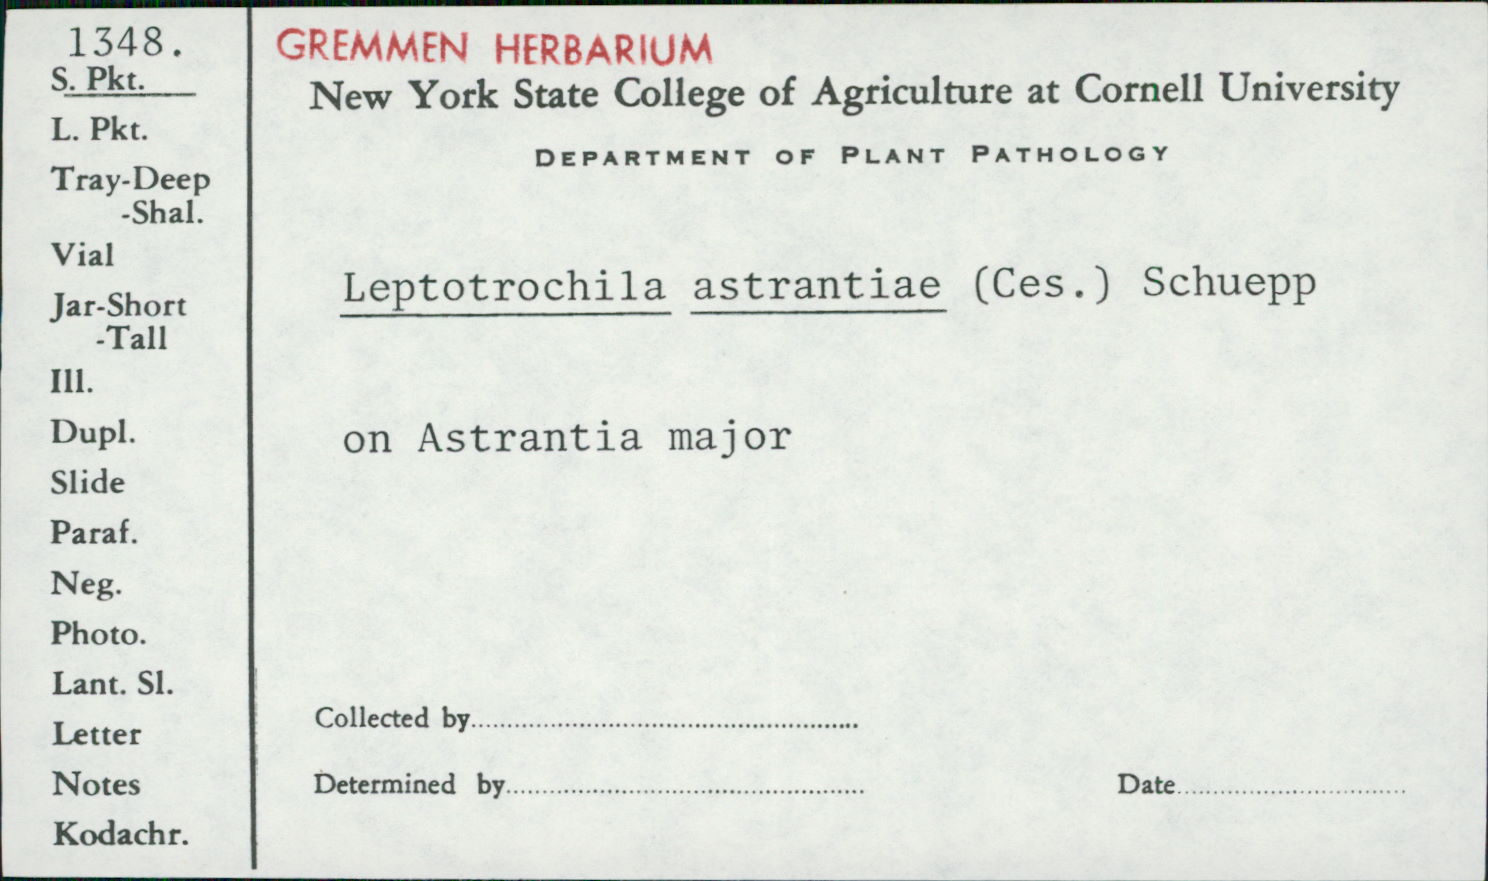 1348.
S. Pkt.
L. Pkt.
Tray-Deep
-Shal.
Vial
Jar-Short
-Tall
Ill.
Dupl.
Slide
Paraf.
Neg.
Photo.
Lant. Sl.
Letter
Notes
Kodachr.
GREMMEN HERBARIUM
New York State College of Agriculture at Cornell University
DEPARTMENT OF PLANT PATHOLOGY
Leptotrochila astrantiae (Ces.) Schuepp
on Astrantia major
Collected by
Determined by Date